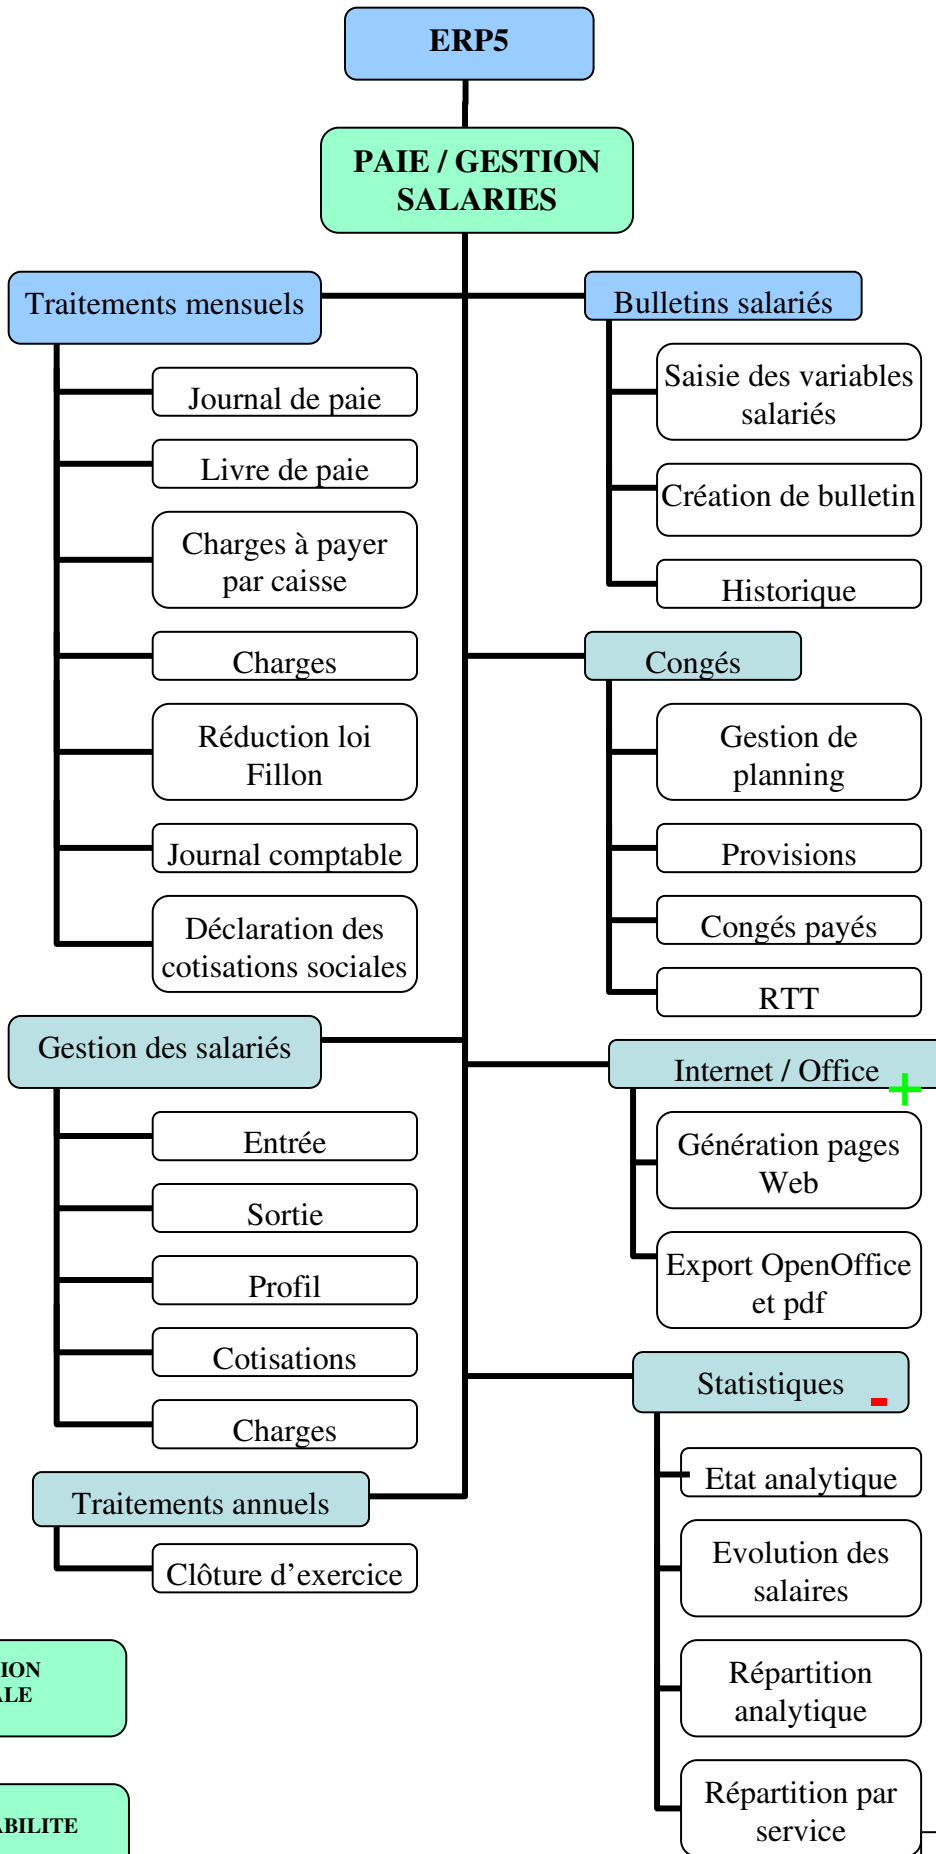 ERP5
PAIE / GESTION
SALARIES
Traitements mensuels
Journal de paie
Livre de paie
Charges à payer
par caisse
Charges
Réduction loi
Fillon
Journal comptable
Déclaration des
cotisations sociales
Gestion des salariés
Entrée
Sortie
Profil
Cotisations
Charges
Traitements annuels
Clôture d’exercice
Bulletins salariés
Saisie des variables
salariés
Création de bulletin
Historique
Congés
Gestion de
planning
Provisions
Congés payés
RTT
Internet / Office
+
Génération pages
Web
Export OpenOffice
et pdf
Statistiques
-
Etat analytique
Evolution des
salaires
Répartition
analytique
Répartition par
service
ION
ALE
ABILITE